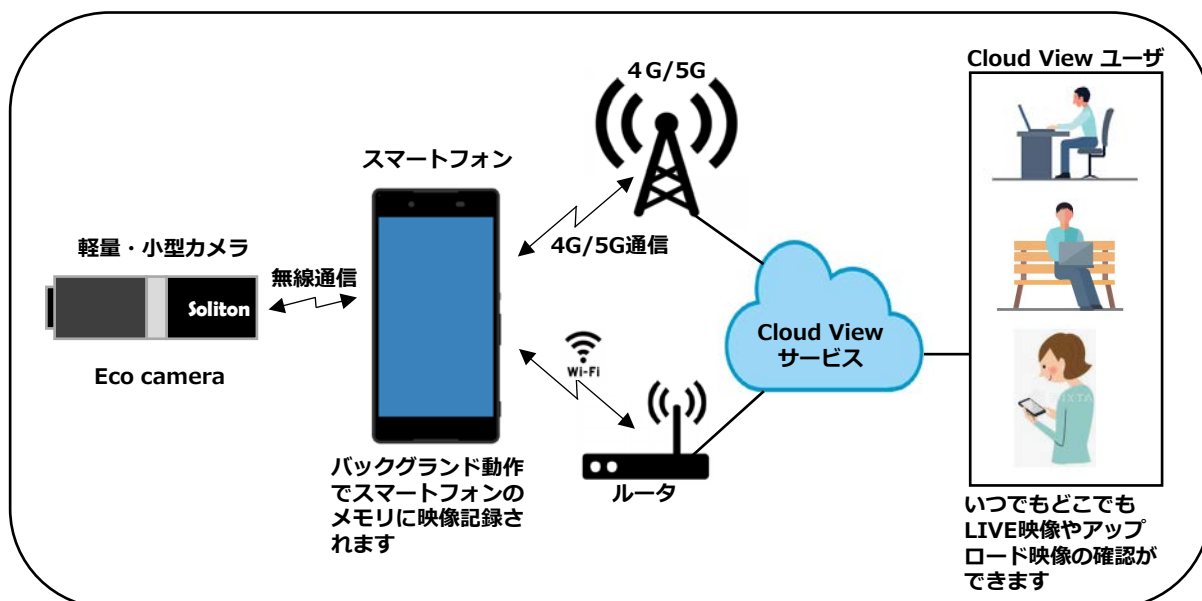 Cloud View ユーザ
4G/5G
スマートフォン
軽量・小型カメラ
無線通信
4G/5G通信
Soliton
Eco camera
Wi-Fi
Cloud View
サービス
ルータ
バックグランド動作
でスマートフォンの
メモリに映像記録さ
れます
いつでもどこでも
LIVE映像やアップ
ロード映像の確認が
できます